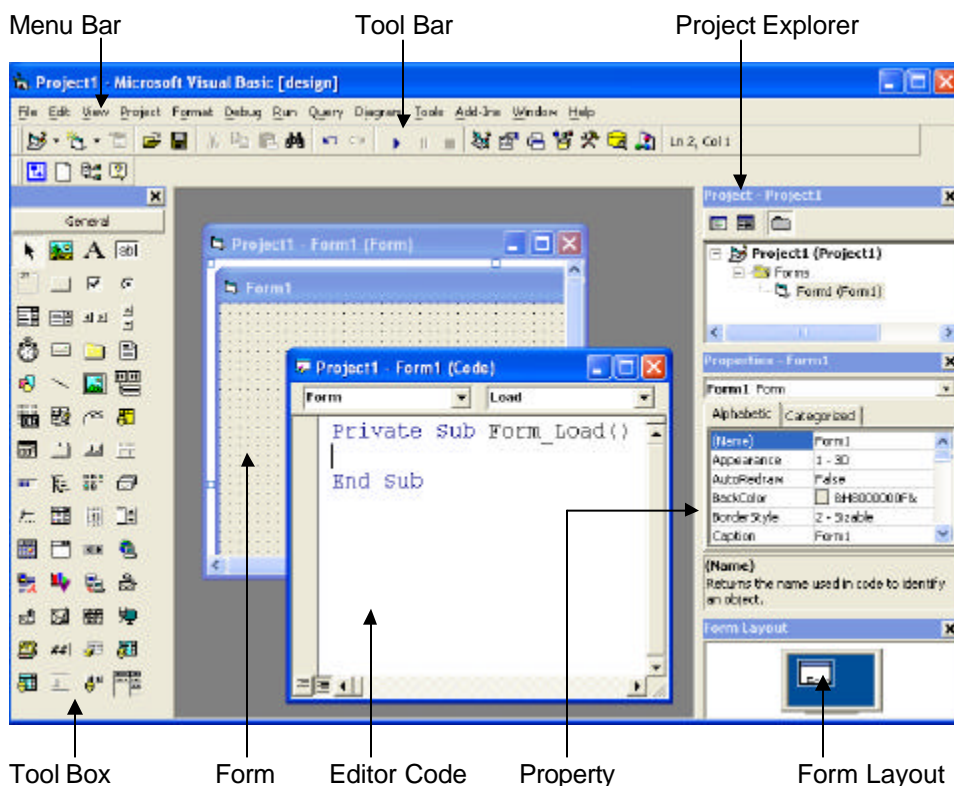 Menu Bar Tool Bar Project Explorer
Project1 - Microsoft Visual Basic [design]
File Edit View Project Format Debug Run Query Diagram Tools Add-Ins Window Help
Ln 2, Col 1
General
A ab|
Project1 - Form1 (Form)
Form1
Project1 - Form1 (Code)
Form Load
Private Sub Form_Load()
End Sub
Project - Project1
Project1 (Project1)
Forms
Form1 (Form1)
Properties - Form1
Form1 Form
Alphabetic Categorized
(Name) Form1
Appearance 1 - 3D
AutoRedraw False
BackColor &H8000000F&
BorderStyle 2 - Sizable
Caption Form1
(Name)
Returns the name used in code to identify
an object.
Form Layout
Tool Box Form Editor Code Property Form Layout